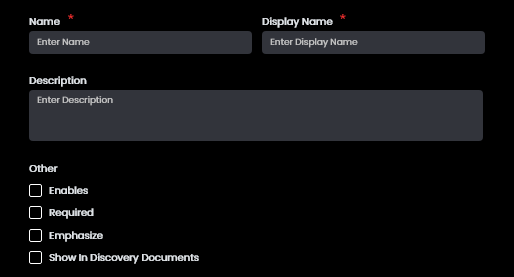 Name * Display Name *
Enter Name Enter Display Name
Description
Enter Description
Other
Enables
Required
Emphasize
Show In Discovery Documents